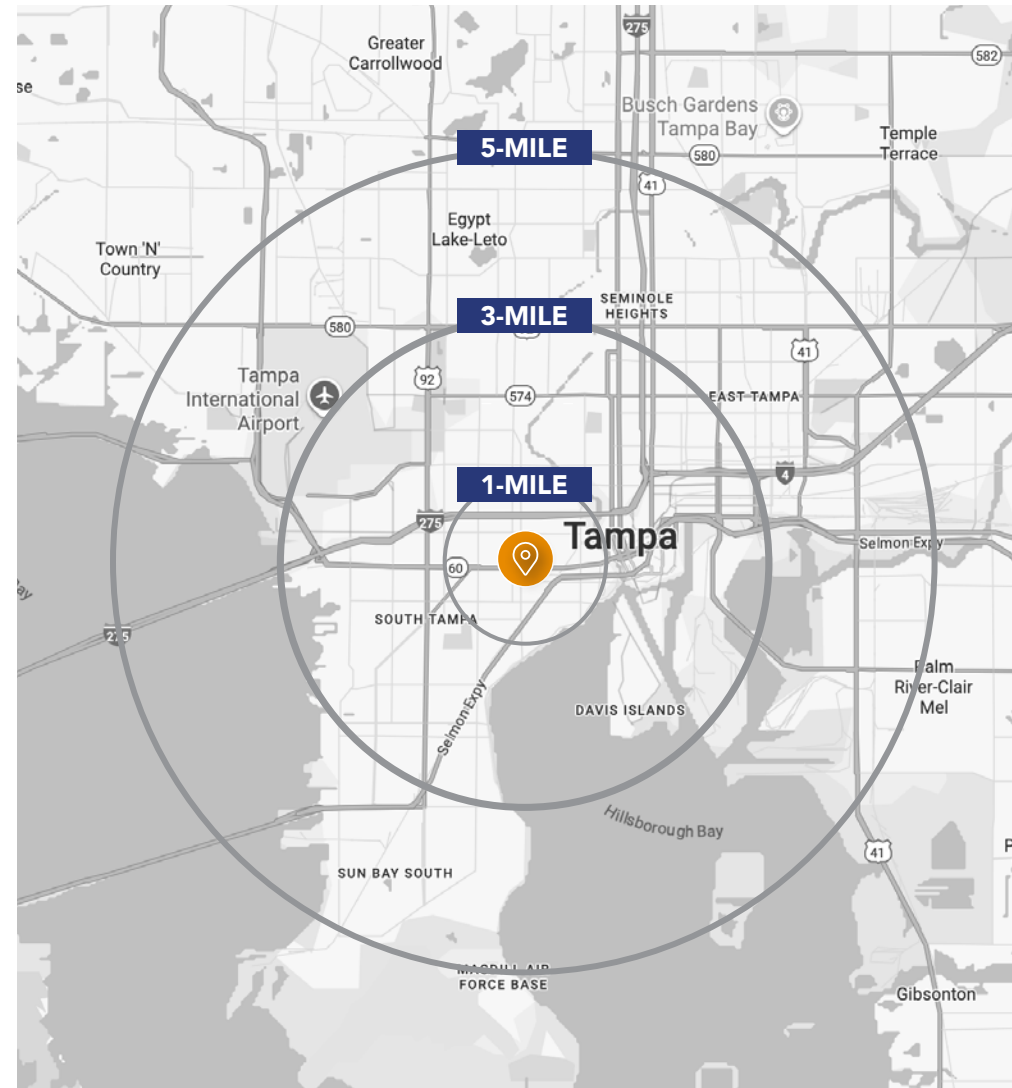 275
Greater
Carrollwood
582
se
Busch Gardens
Tampa Bay
Temple
Terrace
5-MILE
580
41
Egypt
Lake-Leto
Town 'N'
Country
SEMINOLE
HEIGHTS
3-MILE
580
41
Tampa
International
Airport
92
574
EAST TAMPA
4
1-MILE
275
Tampa
Selmon Expy
60
ay
SOUTH TAMPA
275
Palm
River-Clair
Mel
DAVIS ISLANDS
Selmon Expy
Hillsborough Bay
41
P
SUN BAY SOUTH
MACDILL AIR
FORCE BASE
Gibsonton